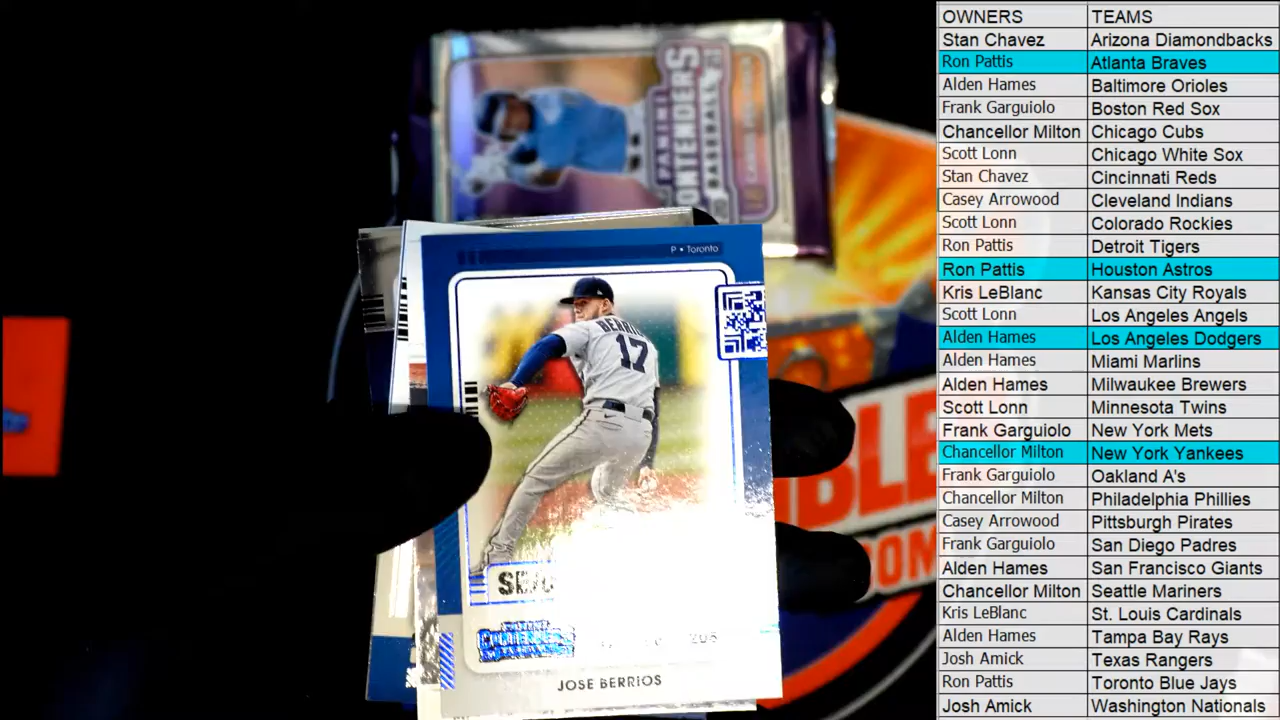 PANINI
CONTENDERS
BASEBALL
P • Toronto
BERRIOS
17
CONTENDERS
JOSE BERRIOS
OWNERS TEAMS
Stan Chavez Arizona Diamondbacks
Ron Pattis Atlanta Braves
Alden Hames Baltimore Orioles
Frank Garguiolo Boston Red Sox
Chancellor Milton Chicago Cubs
Scott Lonn Chicago White Sox
Stan Chavez Cincinnati Reds
Casey Arrowood Cleveland Indians
Scott Lonn Colorado Rockies
Ron Pattis Detroit Tigers
Ron Pattis Houston Astros
Kris LeBlanc Kansas City Royals
Scott Lonn Los Angeles Angels
Alden Hames Los Angeles Dodgers
Alden Hames Miami Marlins
Alden Hames Milwaukee Brewers
Scott Lonn Minnesota Twins
Frank Garguiolo New York Mets
Chancellor Milton New York Yankees
Frank Garguiolo Oakland A's
Chancellor Milton Philadelphia Phillies
Casey Arrowood Pittsburgh Pirates
Frank Garguiolo San Diego Padres
Alden Hames San Francisco Giants
Chancellor Milton Seattle Mariners
Kris LeBlanc St. Louis Cardinals
Alden Hames Tampa Bay Rays
Josh Amick Texas Rangers
Ron Pattis Toronto Blue Jays
Josh Amick Washington Nationals